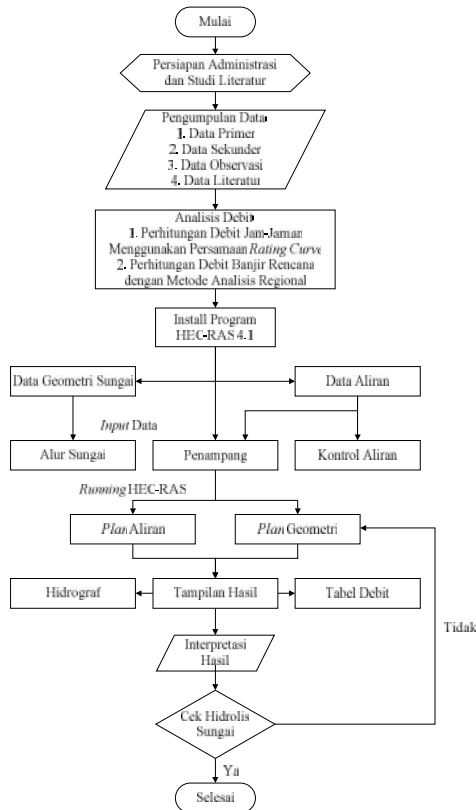 Mulai
Persiapan Administrasi
dan Studi Literatur
Pengumpulan Data
1. Data Primer
2. Data Sekunder
3. Data Observasi
4. Data Literatur
Analisis Debit
1. Perhitungan Debit Jam-Jaman
Menggunakan Persamaan Rating Curve
2. Perhitungan Debit Banjir Rencana
dengan Metode Analisis Regional
Install Program
HEC-RAS 4.1
Data Geometri Sungai
Data Aliran
Input Data
Alur Sungai
Penampang
Kontrol Aliran
Running HEC-RAS
Plan Aliran
Plan Geometri
Hidrograf
Tampilan Hasil
Tabel Debit
Tidak
Interpretasi
Hasil
Cek Hidrolis
Sungai
Ya
Selesai